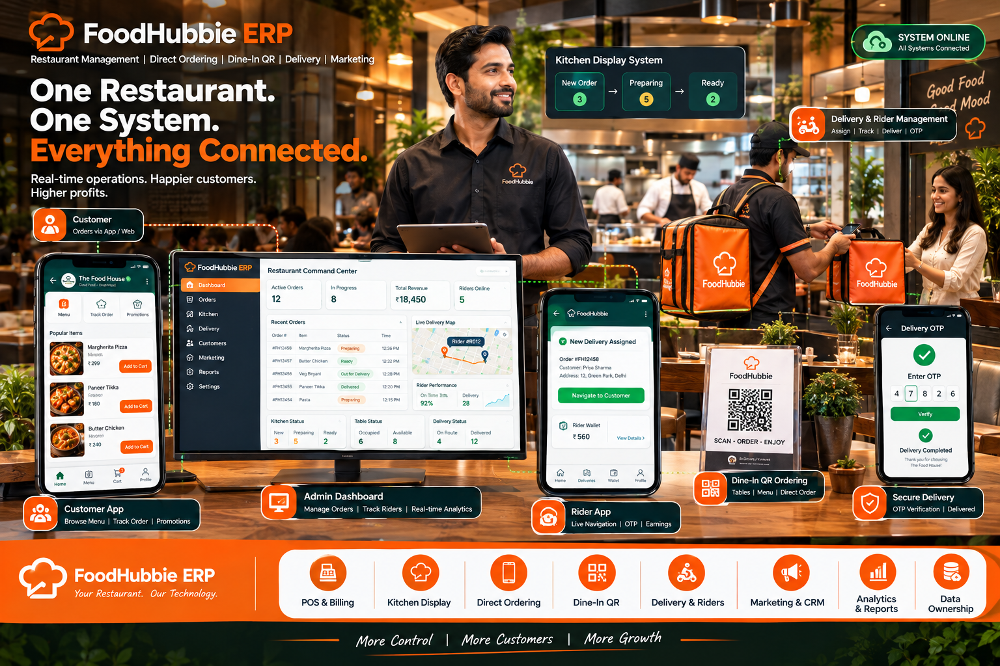 FoodHubbie ERP
Restaurant Management | Direct Ordering | Dine-In QR | Delivery | Marketing
One Restaurant.
One System.
Everything Connected.
Real-time operations. Happier customers.
Higher profits.
Customer
Orders via App / Web
Kitchen Display System
New Order
3
Preparing
5
Ready
2
SYSTEM ONLINE
All Systems Connected
Good Food
Good Mood
Delivery & Rider Management
Assign | Track | Deliver | OTP
FoodHubbie
FoodHubbie
FoodHubbie
The Food House
Menu
Track Order
Promotions
Popular Items
Margherita Pizza
₹299
Add to Cart
Paneer Tikka
₹180
Add to Cart
Butter Chicken
₹240
Add to Cart
Home
Menu
1
Cart
Profile
Customer App
Browse Menu | Track Order | Promotions
FoodHubbie ERP
Dashboard
Orders
Kitchen
Delivery
Customers
Marketing
Reports
Settings
Restaurant Command Center
Active Orders
12
In Progress
8
Total Revenue
₹18,450
Riders Online
5
Recent Orders
Order # Item Status Time
#FH12458 Margherita Pizza Preparing 12:36 PM
#FH12457 Butter Chicken Ready 12:32 PM
#FH12456 Veg Biryani Out for Delivery 12:28 PM
#FH12455 Paneer Tikka Delivered 12:20 PM
#FH12454 Pasta Preparing 12:15 PM
Live Delivery Map
Rider #R012
Rider Performance
On Time
92%
Delivery
28
Kitchen Status
New Preparing Ready
3 5 2
Table Status
Occupied Available
6 8
Delivery Status
On Route Delivered
4 12
Admin Dashboard
Manage Orders | Track Riders | Real-time Analytics
FoodHubbie
New Delivery Assigned
Order #FH12458
Customer: Priya Sharma
Address: 12, Green Park, Delhi
Navigate to Customer
Rider Wallet
₹560
View Details >
Home
Deliveries
Wallet
Profile
Rider App
Live Navigation | OTP | Earnings
FoodHubbie
SCAN • ORDER • ENJOY
Dine-In QR Ordering
Tables | Menu | Direct Order
Delivery OTP
Enter OTP
4 7 8 2 6
Verify
Delivery Completed
Thank you for choosing
The Food House!
Secure Delivery
OTP Verification | Delivered
FoodHubbie ERP
Your Restaurant. Our Technology.
POS & Billing
Kitchen Display
Direct Ordering
Dine-In QR
Delivery & Riders
Marketing & CRM
Analytics
& Reports
Data
Ownership
More Control | More Customers | More Growth